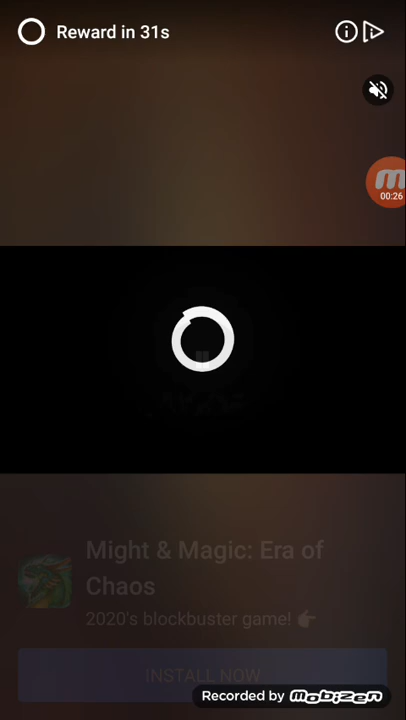 Reward in 31s
00:26
Might & Magic: Era of
Chaos
2020's blockbuster game!
INSTALL NOW
Recorded by Mobizen